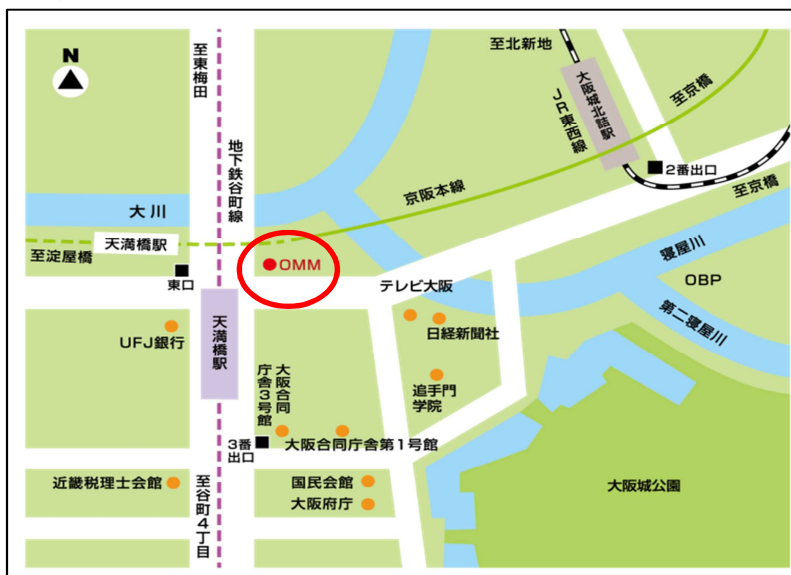 N
至東梅田
地下鉄谷町線
至北新地
大阪城北詰駅
JR東西線
至京橋
2番出口
京阪本線
至京橋
大川
天満橋駅
至淀屋橋
東口
OMM
テレビ大阪
寝屋川
OBP
第二寝屋川
天満橋駅
UFJ銀行
日経新聞社
追手門
学院
大阪合同
庁舎3号館
3番
出口
大阪合同庁舎第1号館
近畿税理士会館
至谷町4丁目
国民会館
大阪府庁
大阪城公園